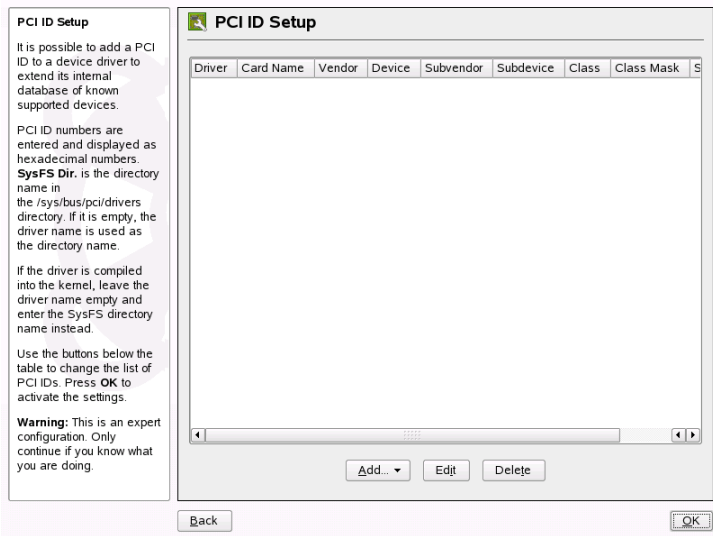 PCI ID Setup
It is possible to add a PCI
ID to a device driver to
extend its internal
database of known
supported devices.
PCI ID numbers are
entered and displayed as
hexadecimal numbers.
SysFS Dir. is the directory
name in
the /sys/bus/pci/drivers
directory. If it is empty, the
driver name is used as
the directory name.
If the driver is compiled
into the kernel, leave the
driver name empty and
enter the SysFS directory
name instead.
Use the buttons below the
table to change the list of
PCI IDs. Press OK to
activate the settings.
Warning: This is an expert
configuration. Only
continue if you know what
you are doing.
PCI ID Setup
Driver Card Name Vendor Device Subvendor Subdevice Class Class Mask S
Add... Edit Delete
Back OK